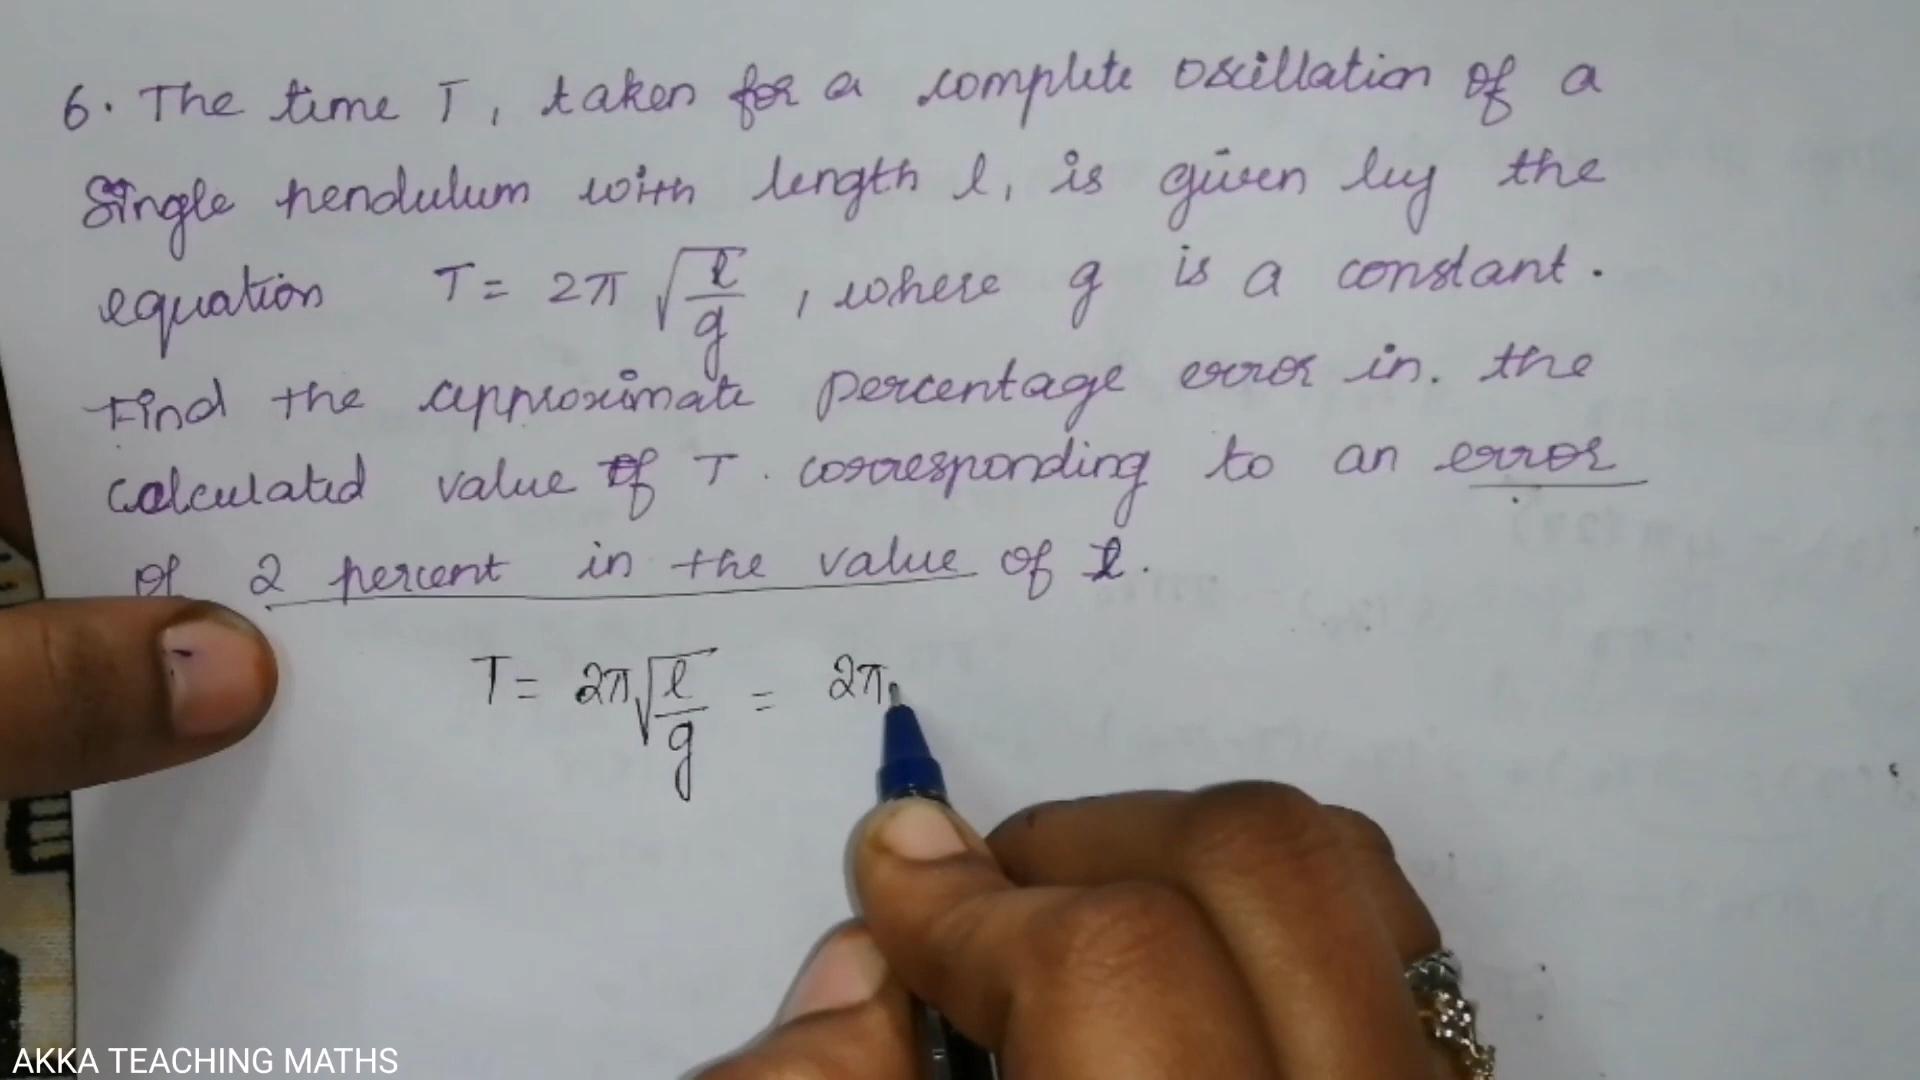 6. The time T, taken for a complete oscillation of a
Single pendulum with length l, is given by the
equation T = 2π √(l/g), where g is a constant.
Find the approximate percentage error in. the
calculated value of T. corresponding to an error
of 2 percent in the value of l.
T = 2π√(l/g) = 2π
AKKA TEACHING MATHS